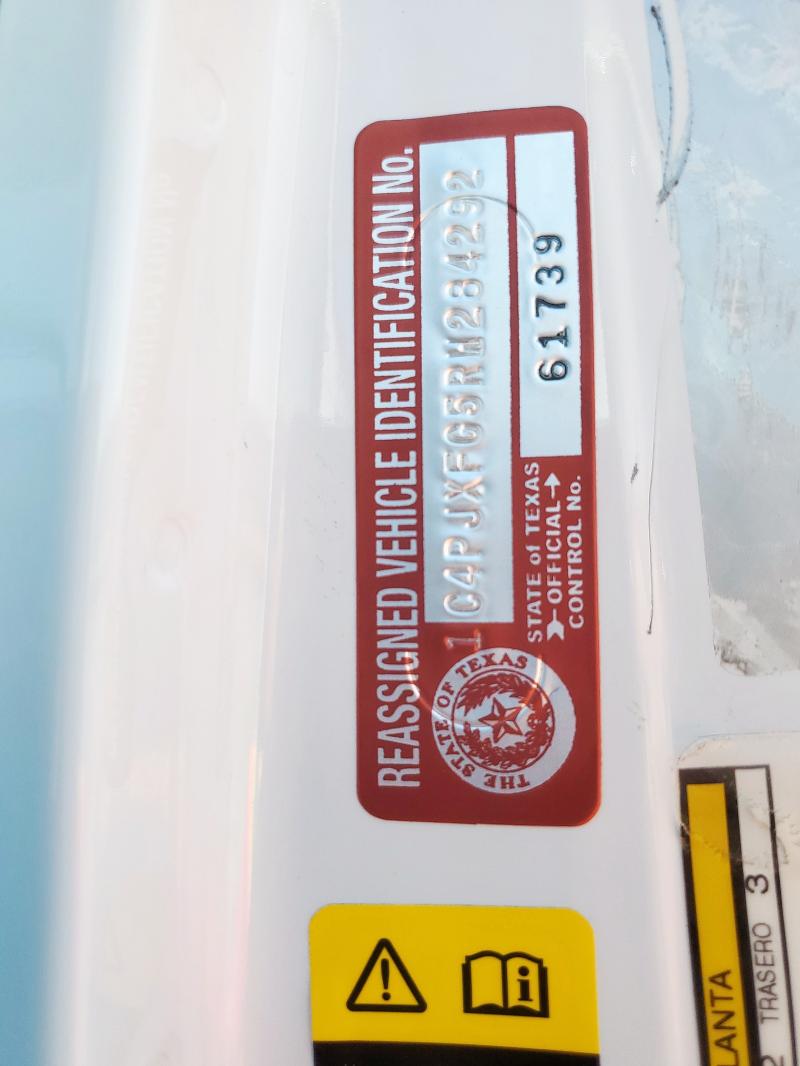 REASSIGNED VEHICLE IDENTIFICATION No.
1C4PJXFG5RW284292
THE STATE OF TEXAS
STATE of TEXAS
OFFICIAL
CONTROL No.
61739
LANTA
2 TRASERO 3